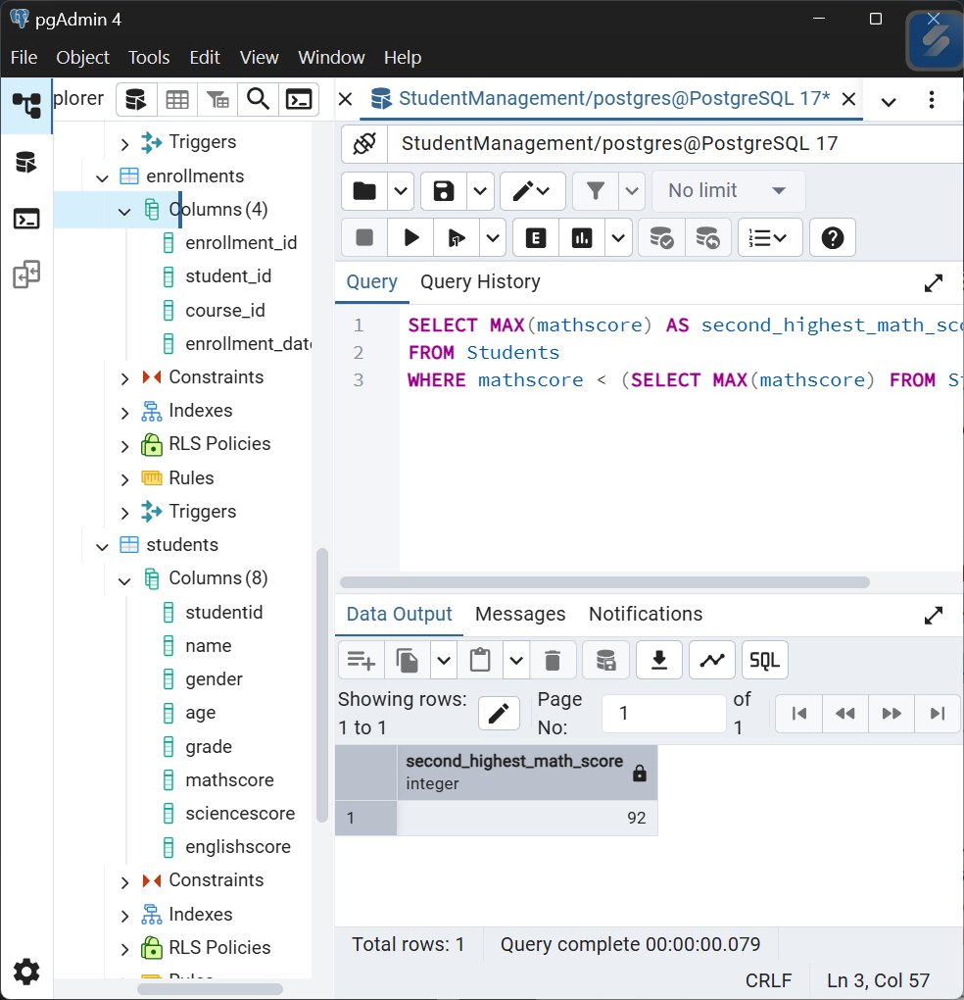 pgAdmin 4
File Object Tools Edit View Window Help
plorer
StudentManagement/postgres@PostgreSQL 17*
Triggers
enrollments
Columns (4)
enrollment_id
student_id
course_id
enrollment_date
Constraints
Indexes
RLS Policies
Rules
Triggers
students
Columns (8)
studentid
name
gender
age
grade
mathscore
sciencescore
englishscore
Constraints
Indexes
RLS Policies
Rules
StudentManagement/postgres@PostgreSQL 17
No limit
E
Query Query History
1 SELECT MAX(mathscore) AS second_highest_math_sco
2 FROM Students
3 WHERE mathscore < (SELECT MAX(mathscore) FROM St
Data Output Messages Notifications
SQL
Showing rows: 1 to 1
Page No: 1 of 1
second_highest_math_score
integer
1 92
Total rows: 1 Query complete 00:00:00.079
CRLF Ln 3, Col 57